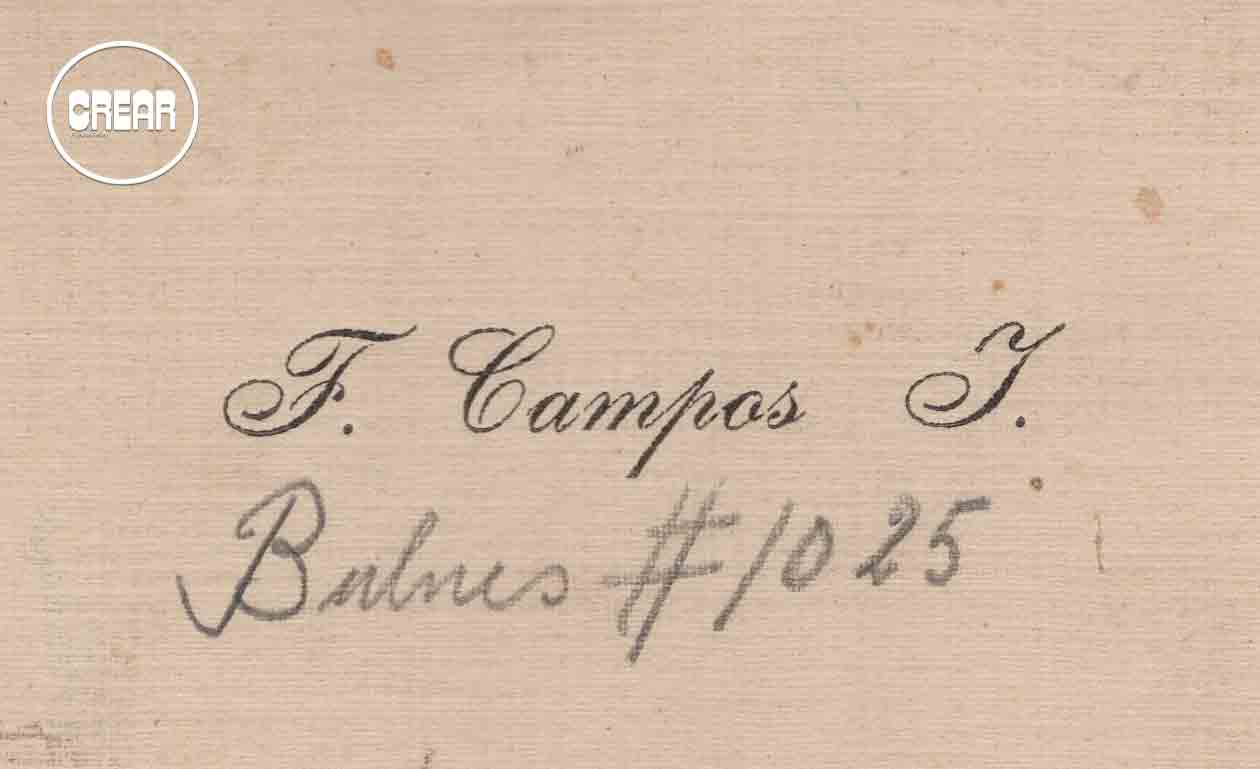 CREAR
F. Campos J.
Bulnes #1025